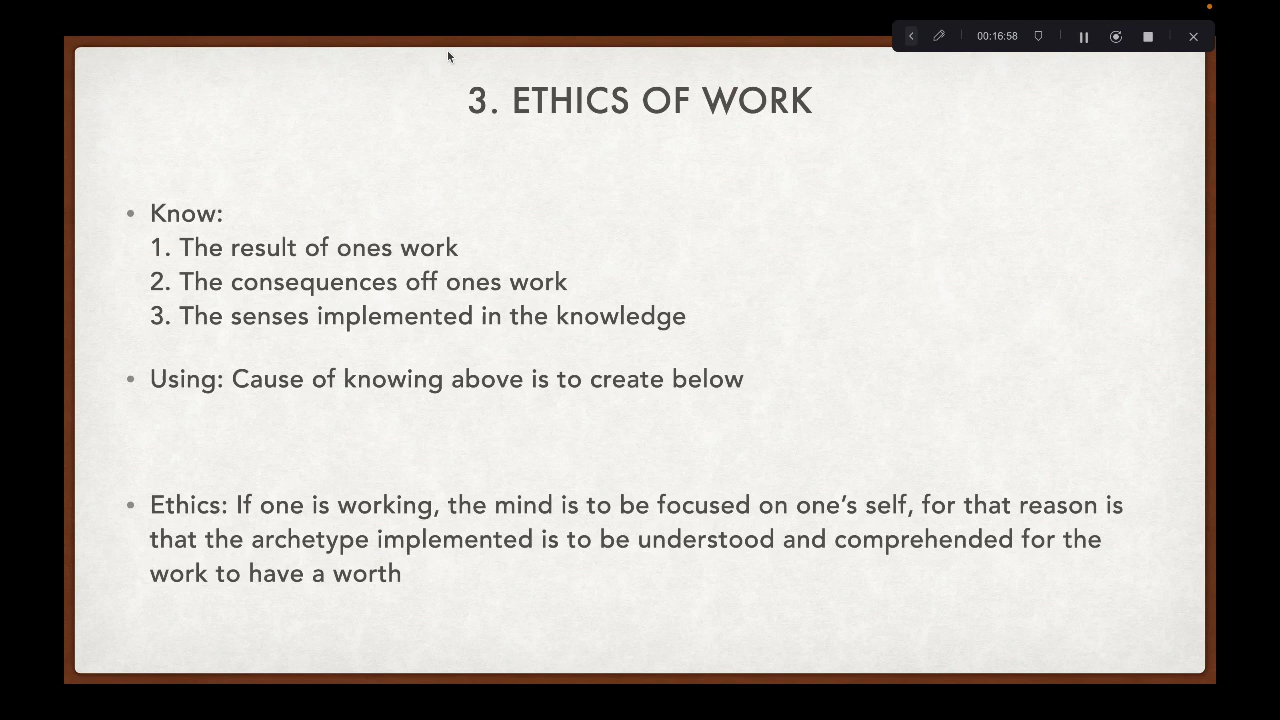 00:16:58
3. ETHICS OF WORK
• Know:
1. The result of ones work
2. The consequences off ones work
3. The senses implemented in the knowledge
• Using: Cause of knowing above is to create below
• Ethics: If one is working, the mind is to be focused on one’s self, for that reason is
that the archetype implemented is to be understood and comprehended for the
work to have a worth